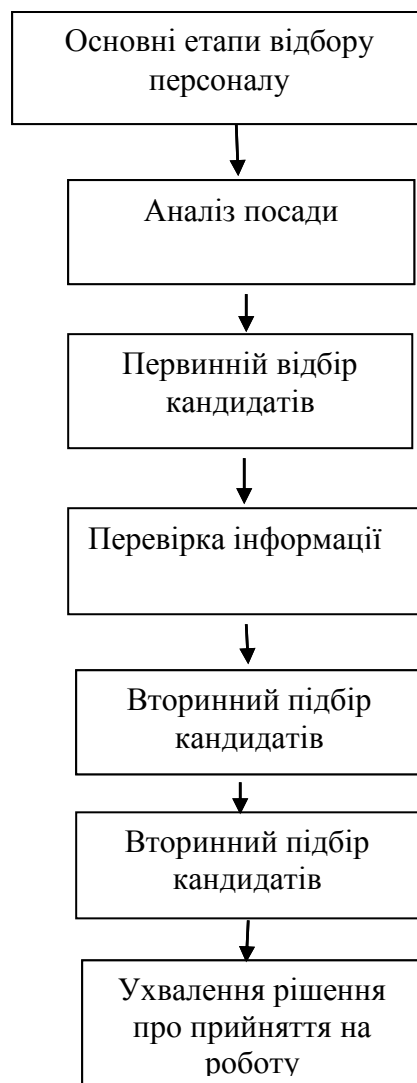 Основні етапи відбору
персоналу
Аналіз посади
Первинній відбір
кандидатів
Перевірка інформації
Вторинний підбір
кандидатів
Вторинний підбір
кандидатів
Ухвалення рішення
про прийняття на
роботу